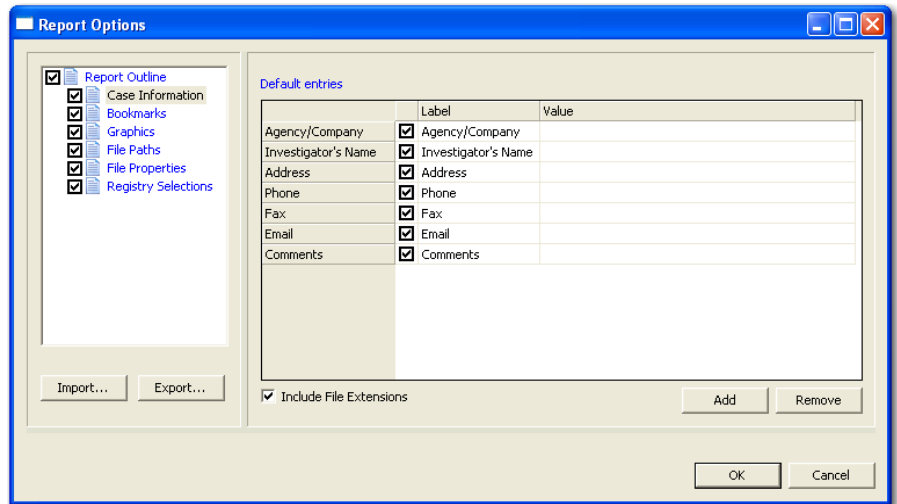 Report Options
Report Outline
Case Information
Bookmarks
Graphics
File Paths
File Properties
Registry Selections
Import...
Export...
Default entries
Label Value
Agency/Company Agency/Company
Investigator's Name Investigator's Name
Address Address
Phone Phone
Fax Fax
Email Email
Comments Comments
Include File Extensions
Add
Remove
OK
Cancel